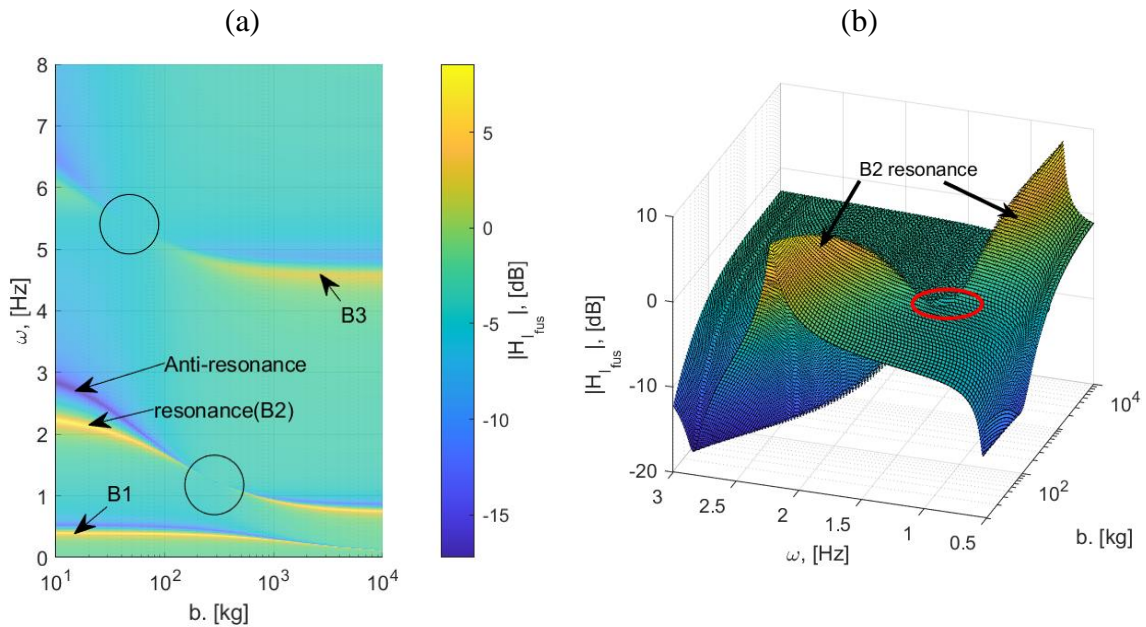 (a)
8
7
6
5
4
3
2
1
0
ω, [Hz]
10^1
10^2
10^3
10^4
b. [kg]
B3
Anti-resonance
resonance(B2)
B1
5
0
-5
-10
-15
|H|_fus |, [dB]
(b)
B2 resonance
10
0
-10
-20
|H|_fus |, [dB]
3
2.5
2
1.5
1
0.5
ω, [Hz]
10^4
10^2
b. [kg]